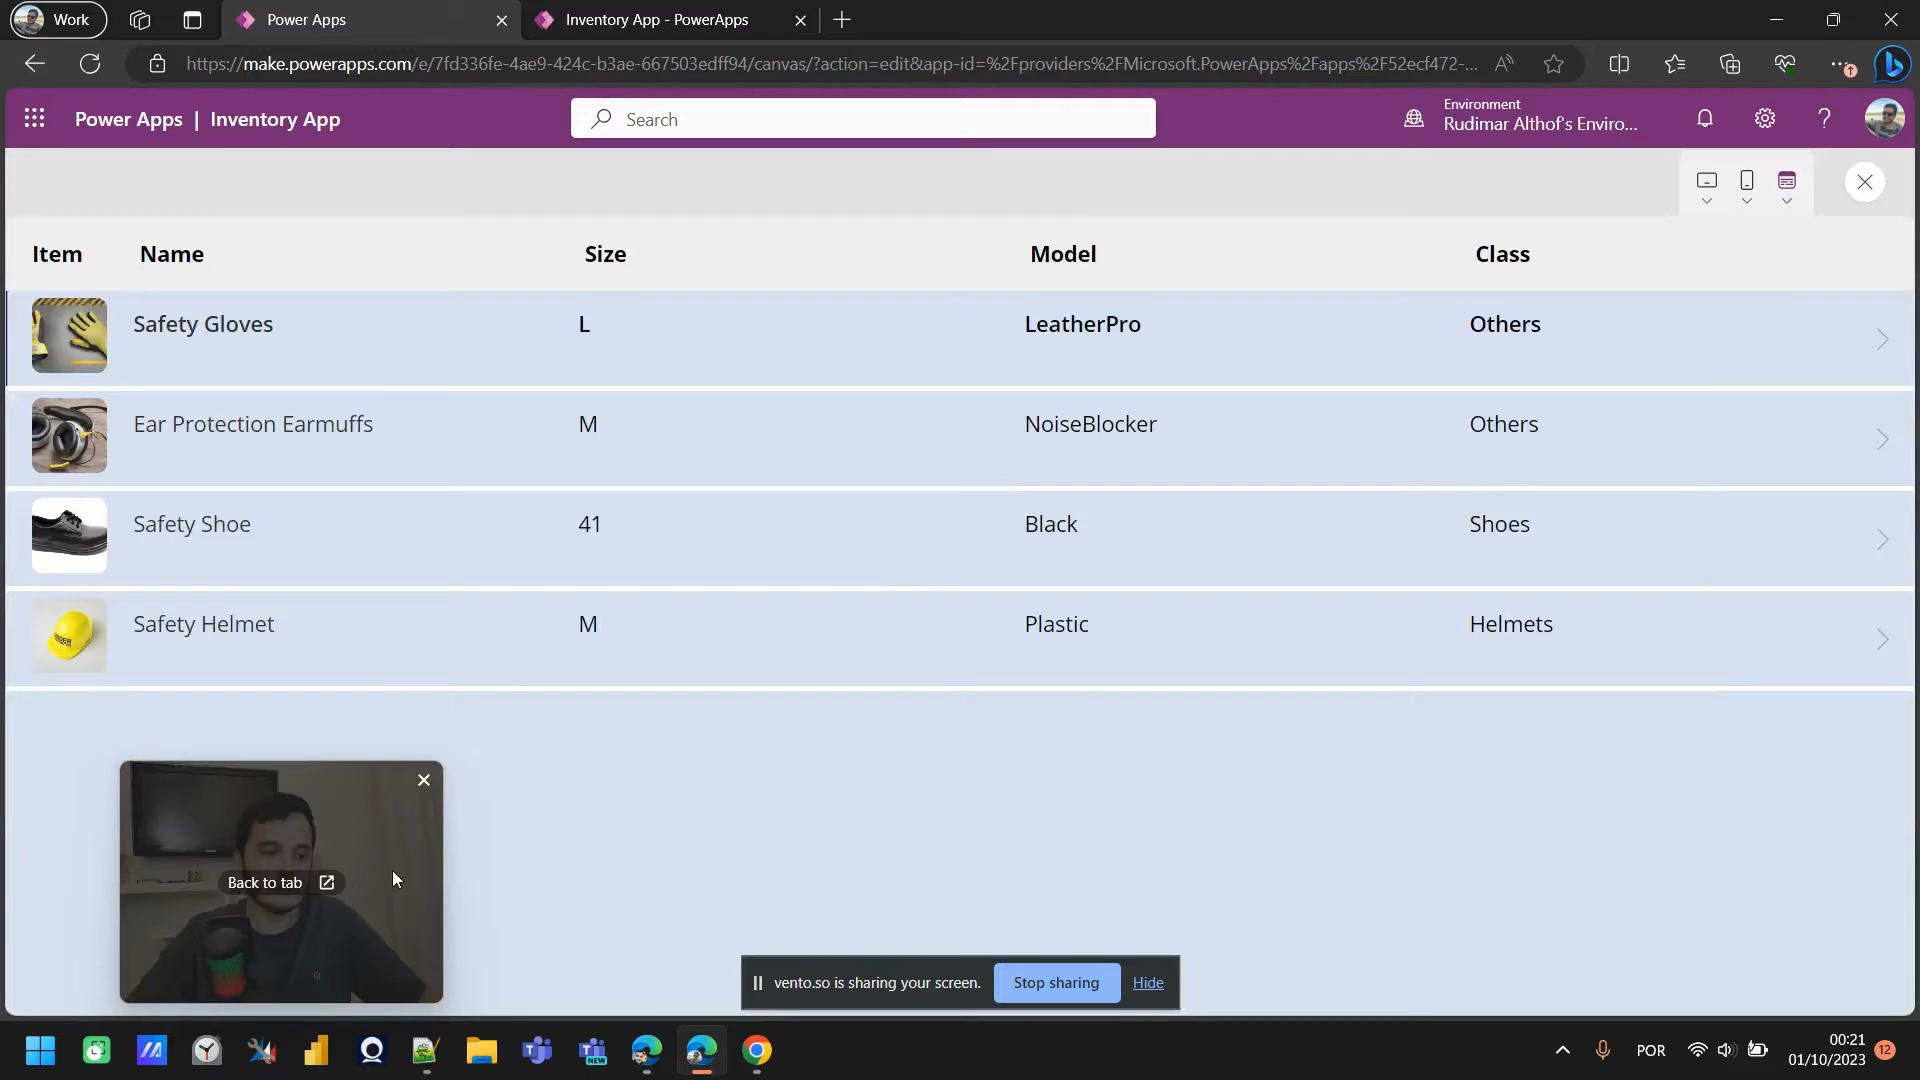 Work
Power Apps
Inventory App - PowerApps
https://make.powerapps.com/e/7fd336fe-4ae9-424c-b3ae-667503edff94/canvas/?action=edit&app-id=%2Fproviders%2FMicrosoft.PowerApps%2Fapps%2F52ecf472-...
Power Apps | Inventory App
Search
Environment
Rudimar Althof's Enviro...
Item Name Size Model Class
Safety Gloves L LeatherPro Others
Ear Protection Earmuffs M NoiseBlocker Others
Safety Shoe 41 Black Shoes
Safety Helmet M Plastic Helmets
Back to tab
vento.so is sharing your screen. Stop sharing Hide
NEW
POR
00:21
01/10/2023
12